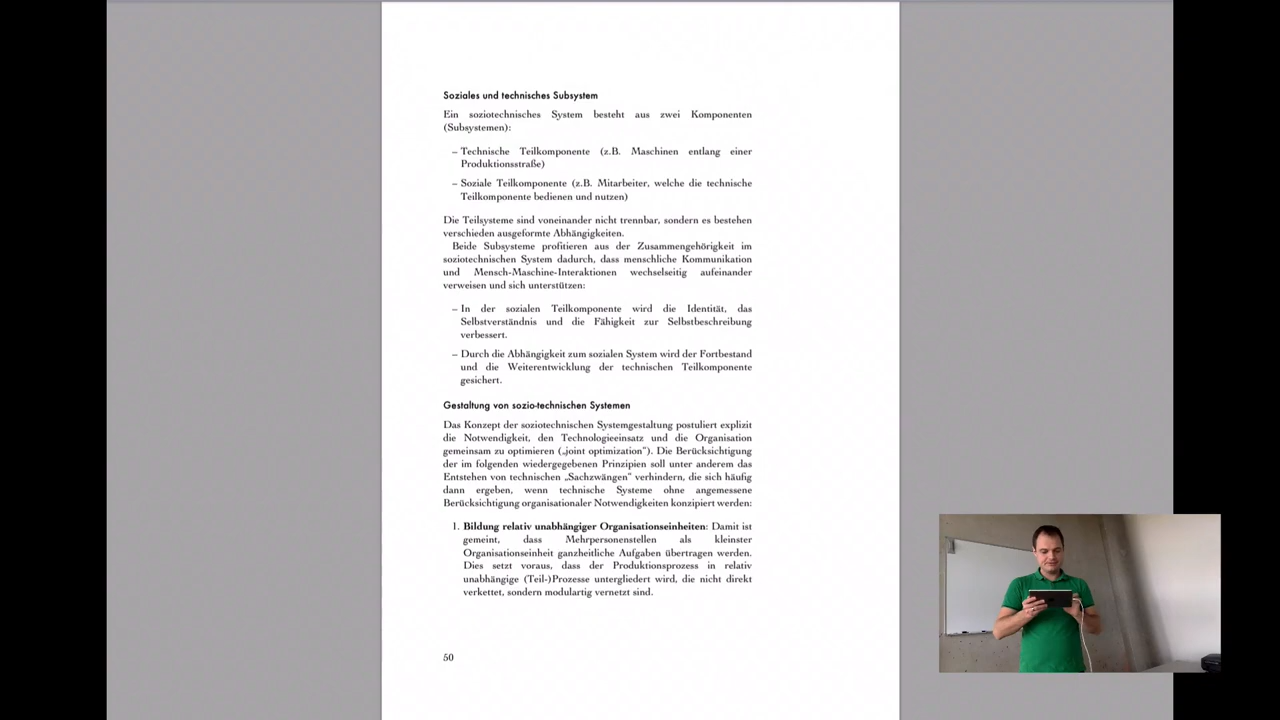 Soziales und technisches Subsystem
Ein soziotechnisches System besteht aus zwei Komponenten
(Subsystemen):
– Technische Teilkomponente (z.B. Maschinen entlang einer
Produktionsstraße)
– Soziale Teilkomponente (z.B. Mitarbeiter, welche die technische
Teilkomponente bedienen und nutzen)
Die Teilsysteme sind voneinander nicht trennbar, sondern es bestehen
verschieden ausgeformte Abhängigkeiten.
Beide Subsysteme profitieren aus der Zusammengehörigkeit im
soziotechnischen System dadurch, dass menschliche Kommunikation
und Mensch-Maschine-Interaktionen wechselseitig aufeinander
verweisen und sich unterstützen:
– In der sozialen Teilkomponente wird die Identität, das
Selbstverständnis und die Fähigkeit zur Selbstbeschreibung
verbessert.
– Durch die Abhängigkeit zum sozialen System wird der Fortbestand
und die Weiterentwicklung der technischen Teilkomponente
gesichert.
Gestaltung von sozio-technischen Systemen
Das Konzept der soziotechnischen Systemgestaltung postuliert explizit
die Notwendigkeit, den Technologieeinsatz und die Organisation
gemeinsam zu optimieren („joint optimization“). Die Berücksichtigung
der im folgenden wiedergegebenen Prinzipien soll unter anderem das
Entstehen von technischen „Sachzwängen“ verhindern, die sich häufig
dann ergeben, wenn technische Systeme ohne angemessene
Berücksichtigung organisationaler Notwendigkeiten konzipiert werden:
1. Bildung relativ unabhängiger Organisationseinheiten: Damit ist
gemeint, dass Mehrpersonenstellen als kleinster
Organisationseinheit ganzheitliche Aufgaben übertragen werden.
Dies setzt voraus, dass der Produktionsprozess in relativ
unabhängige (Teil-)Prozesse untergliedert wird, die nicht direkt
verkettet, sondern modulartig vernetzt sind.
50